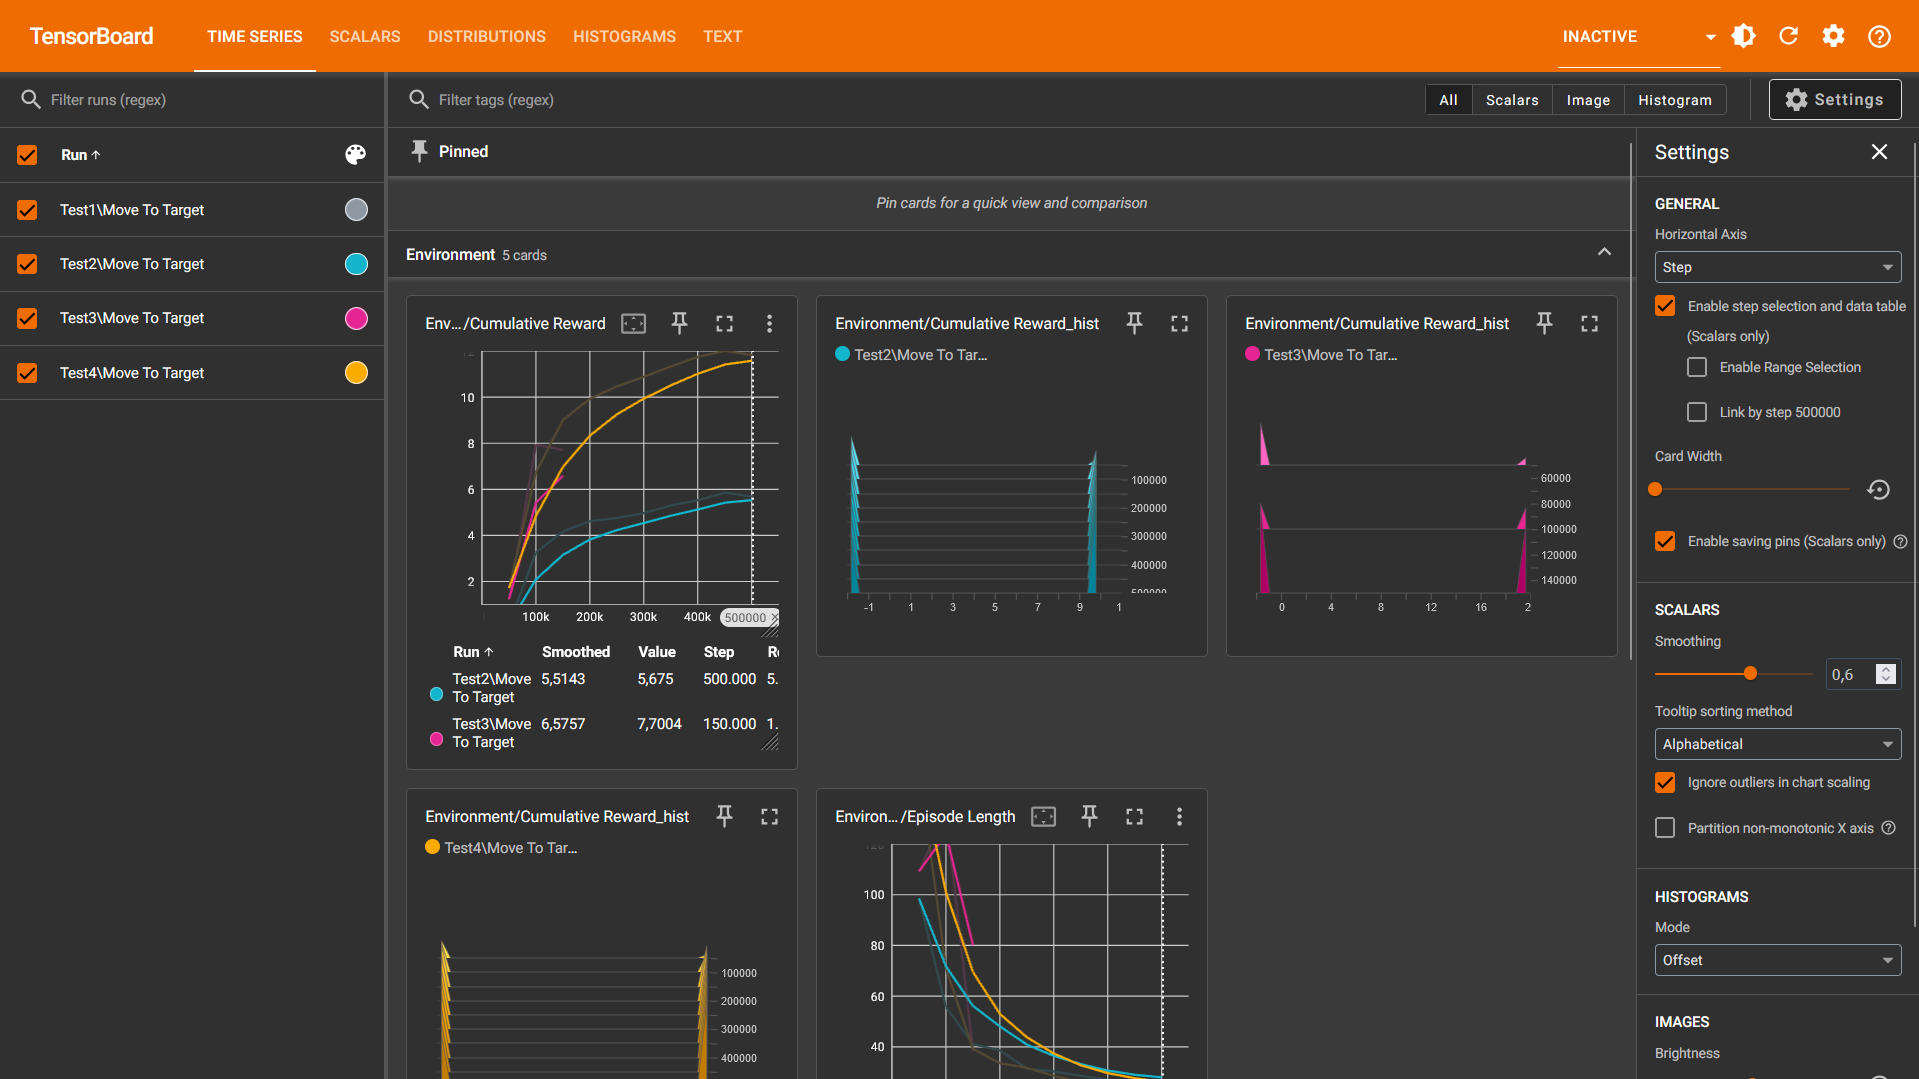 TensorBoard
TIME SERIES
SCALARS
DISTRIBUTIONS
HISTOGRAMS
TEXT
INACTIVE
Filter runs (regex)
Run
Test1\Move To Target
Test2\Move To Target
Test3\Move To Target
Test4\Move To Target
Filter tags (regex)
All
Scalars
Image
Histogram
Settings
Pinned
Pin cards for a quick view and comparison
Environment 5 cards
Env.../Cumulative Reward
10
8
6
4
2
100k
200k
300k
400k
500000
Run
Smoothed
Value
Step
Test2\Move To Target
5,5143
5,675
500.000
5.
Test3\Move To Target
6,5757
7,7004
150.000
1.
Environment/Cumulative Reward_hist
Test2\Move To Tar...
100000
200000
300000
400000
500000
-1
1
3
5
7
9
1
Environment/Cumulative Reward_hist
Test3\Move To Tar...
60000
80000
100000
120000
140000
0
4
8
12
16
2
Environment/Cumulative Reward_hist
Test4\Move To Tar...
100000
200000
300000
400000
Environ.../Episode Length
120
100
80
60
40
Settings
GENERAL
Horizontal Axis
Step
Enable step selection and data table
(Scalars only)
Enable Range Selection
Link by step 500000
Card Width
Enable saving pins (Scalars only)
SCALARS
Smoothing
0,6
Tooltip sorting method
Alphabetical
Ignore outliers in chart scaling
Partition non-monotonic X axis
HISTOGRAMS
Mode
Offset
IMAGES
Brightness